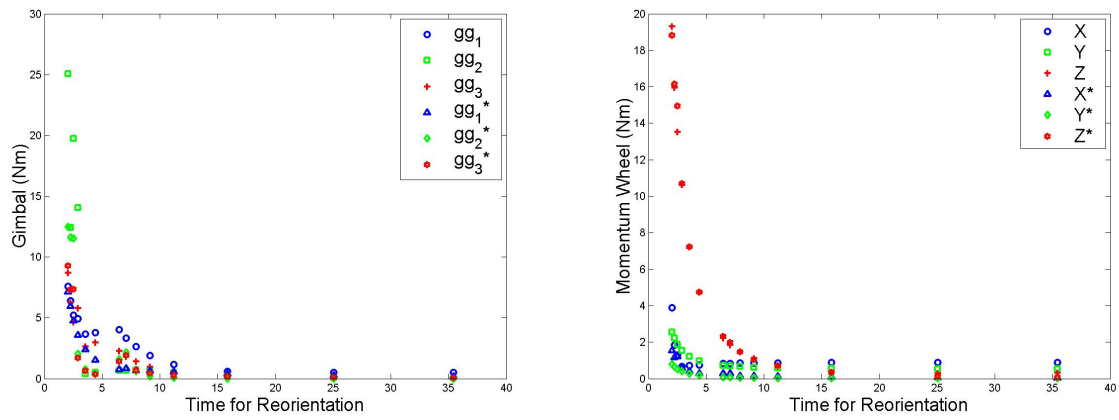 30
25
20
15
10
5
0
Gimbal (Nm)
gg1
gg2
gg3
gg1*
gg2*
gg3*
0 5 10 15 20 25 30 35 40
Time for Reorientation
20
18
16
14
12
10
8
6
4
2
0
Momentum Wheel (Nm)
X
Y
Z
X*
Y*
Z*
0 5 10 15 20 25 30 35 40
Time for Reorientation